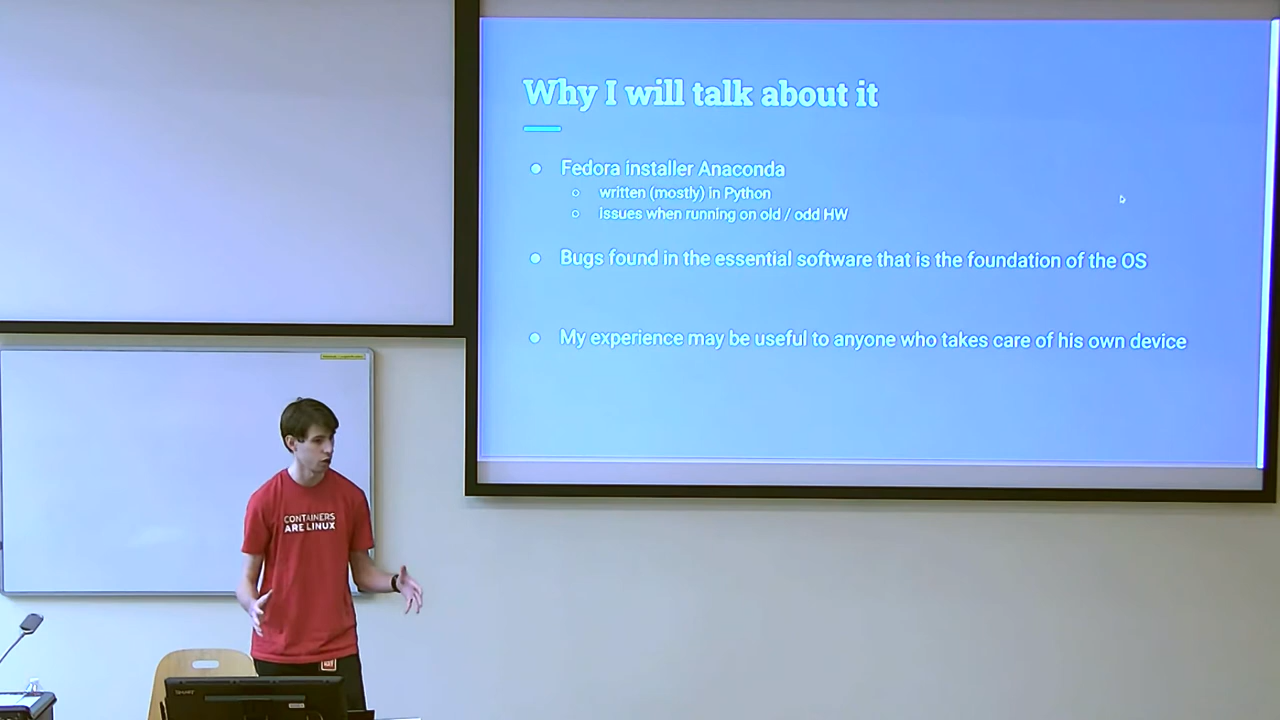 Why I will talk about it
Fedora installer Anaconda
written (mostly) in Python
Issues when running on old / odd HW
Bugs found in the essential software that is the foundation of the OS
My experience may be useful to anyone who takes care of his own device
CONTAINERS
ARE LINUX